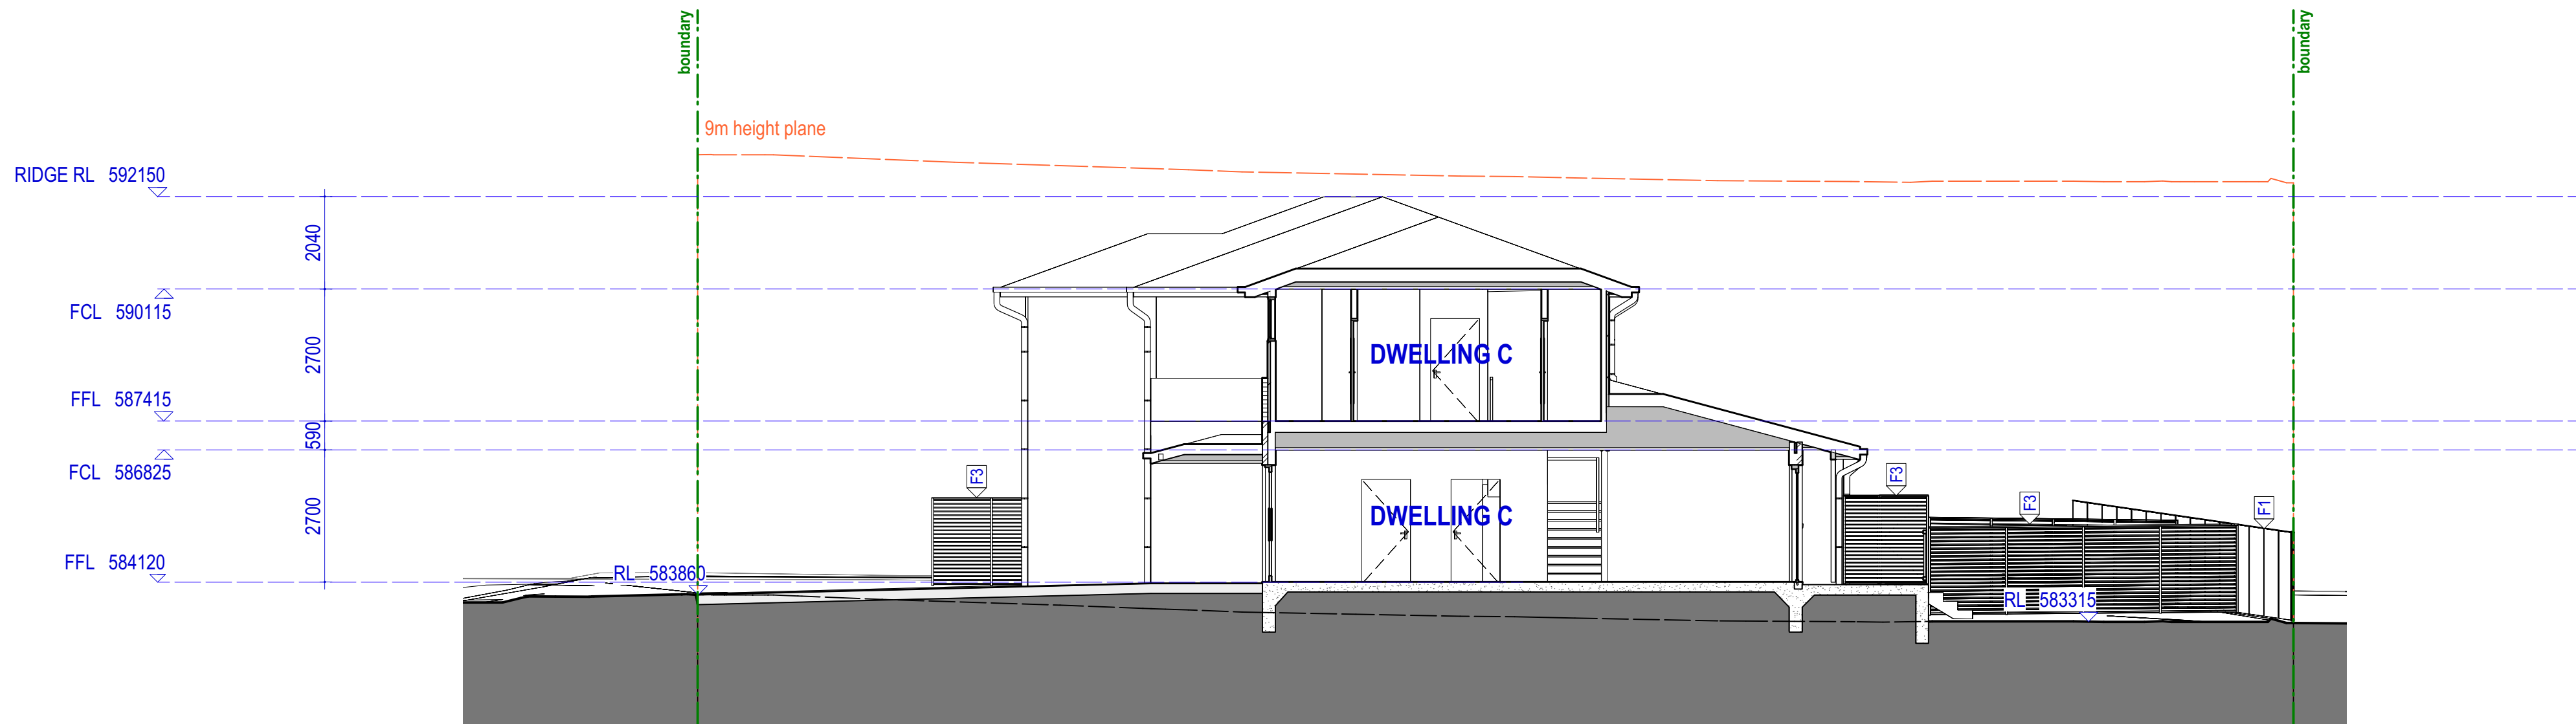 boundary
boundary
9m height plane
RIDGE RL 592150
2040
FCL 590115
2700
DWELLING C
FFL 587415
590
FCL 586825
F3
F3
F3
F1
2700
DWELLING C
FFL 584120
RL 583860
RL 583315